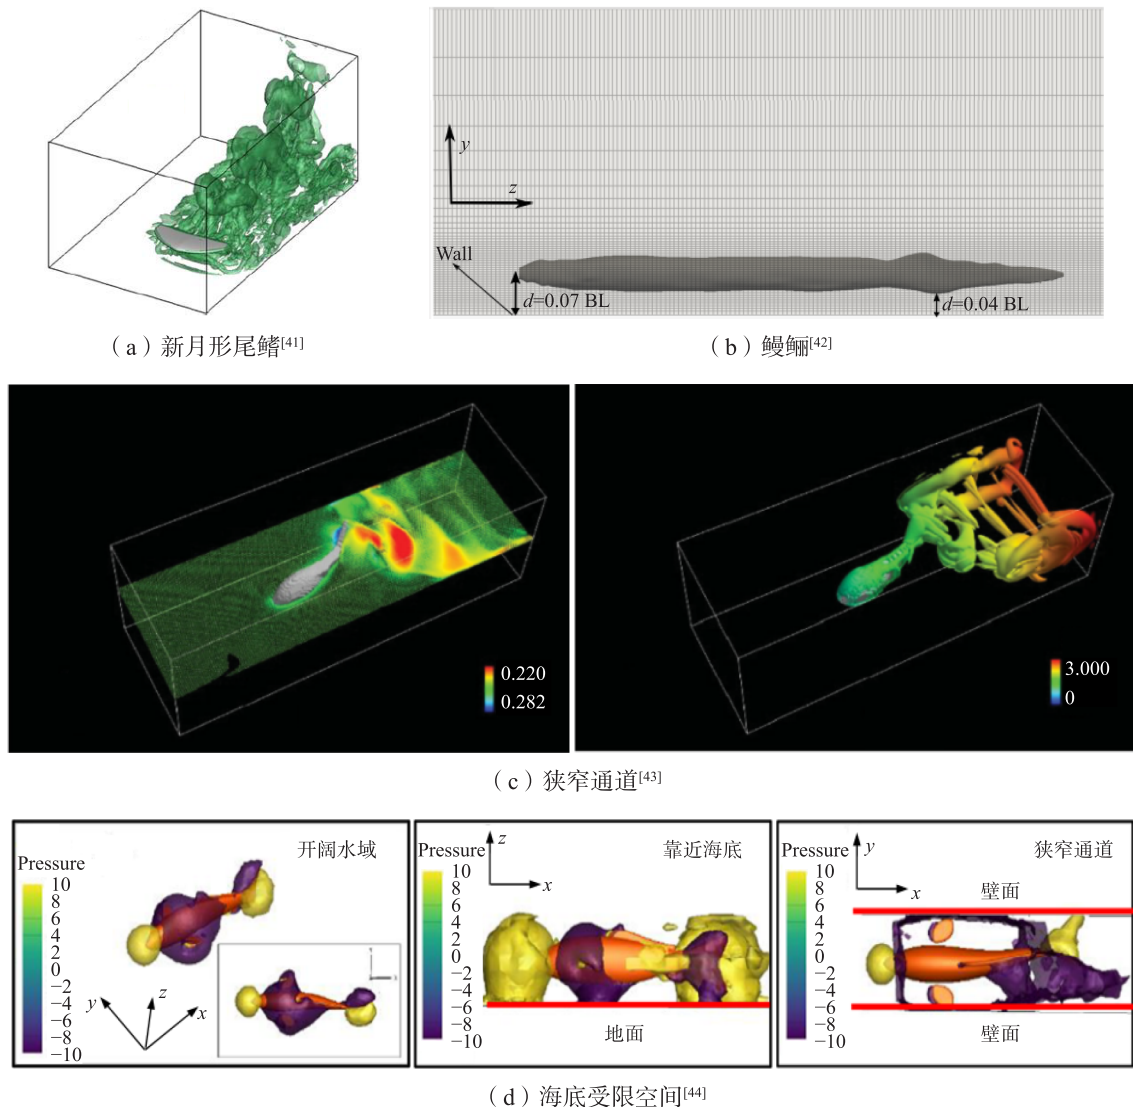 y
z
Wall
d=0.07 BL
d=0.04 BL
（a）新月形尾鳍[41]
（b）鳗鲡[42]
0.220
0.282
3.000
0
（c）狭窄通道[43]
Pressure
开阔水域
10
8
6
4
2
0
−2
−4
−6
−8
−10
y
z
x
Pressure
z
靠近海底
10
8
6
4
2
0
−2
−4
−6
−8
−10
x
地面
Pressure
y
狭窄通道
10
8
6
4
2
0
−2
−4
−6
−8
−10
x
壁面
壁面
（d）海底受限空间[44]